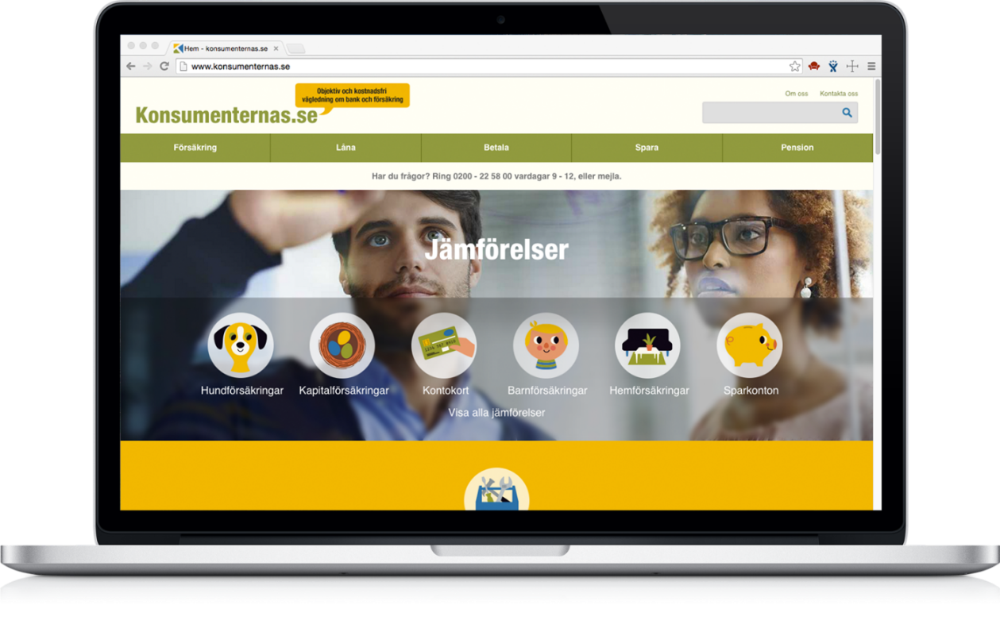 Hem - konsumenternas.se
www.konsumenternas.se
Objektiv och kostnadsfri
vägledning om bank och försäkring
Konsumenternas.se
Om oss Kontakta oss
Försäkring Låna Betala Spara Pension
Har du frågor? Ring 0200 - 22 58 00 vardagar 9 - 12, eller mejla.
Jämförelser
Hundförsäkringar Kapitalförsäkringar Kontokort Barnförsäkringar Hemförsäkringar Sparkonton
Visa alla jämförelser